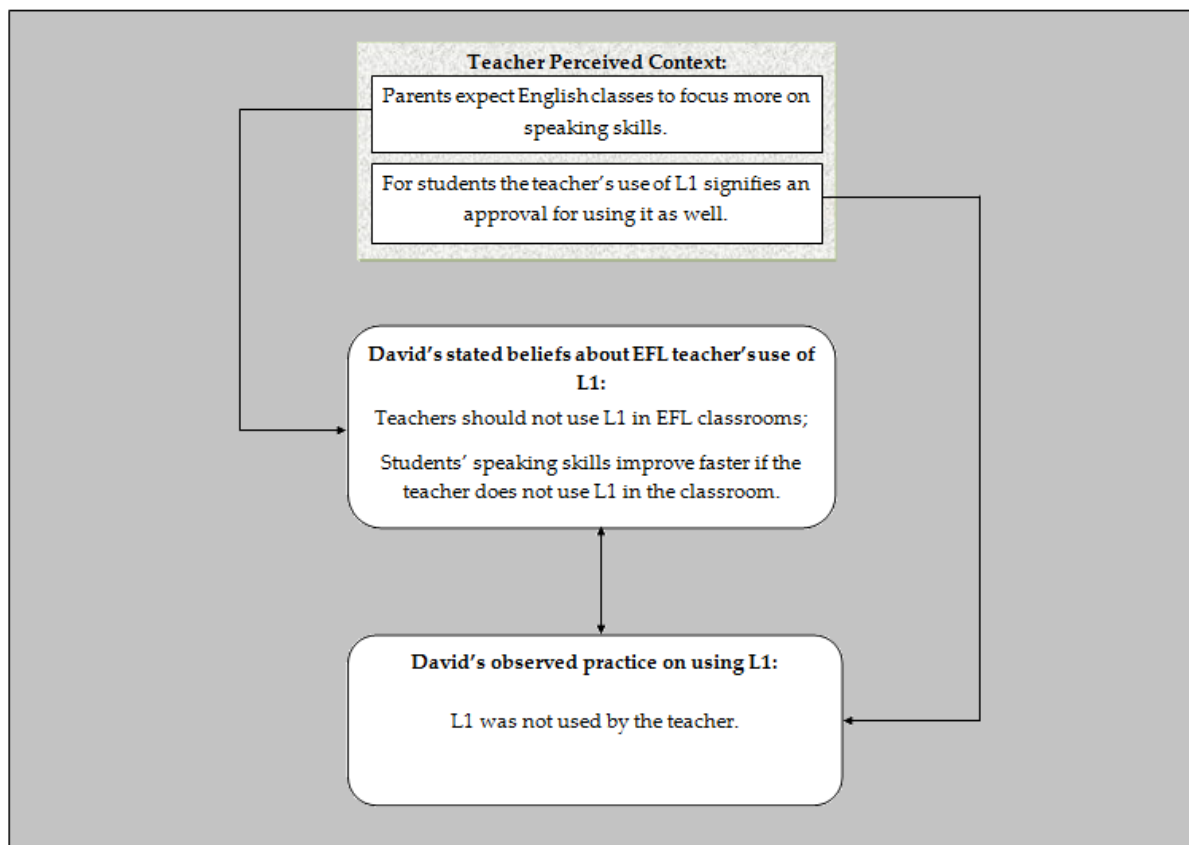 Teacher Perceived Context:
Parents expect English classes to focus more on
speaking skills.
For students the teacher’s use of L1 signifies an
approval for using it as well.
David’s stated beliefs about EFL teacher’s use of
L1:
Teachers should not use L1 in EFL classrooms;
Students’ speaking skills improve faster if the
teacher does not use L1 in the classroom.
David’s observed practice on using L1:
L1 was not used by the teacher.